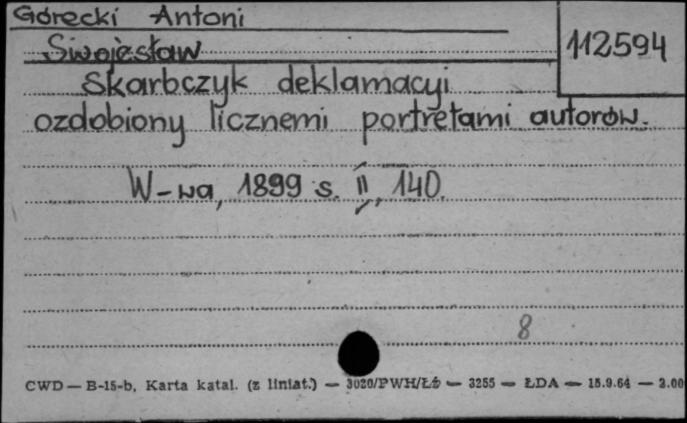 Górecki Antoni
112594
Swojesław
Skarbczyk deklamacyi
ozdobiony licznemi portretami autorów.
W-wa, 1899 s. II, 140.
8
CWD — B-15-b, Karta katal. (z liniat.) — 3020/PWH/Łż — 3255 — ŁDA — 15.9.64 — 2.00